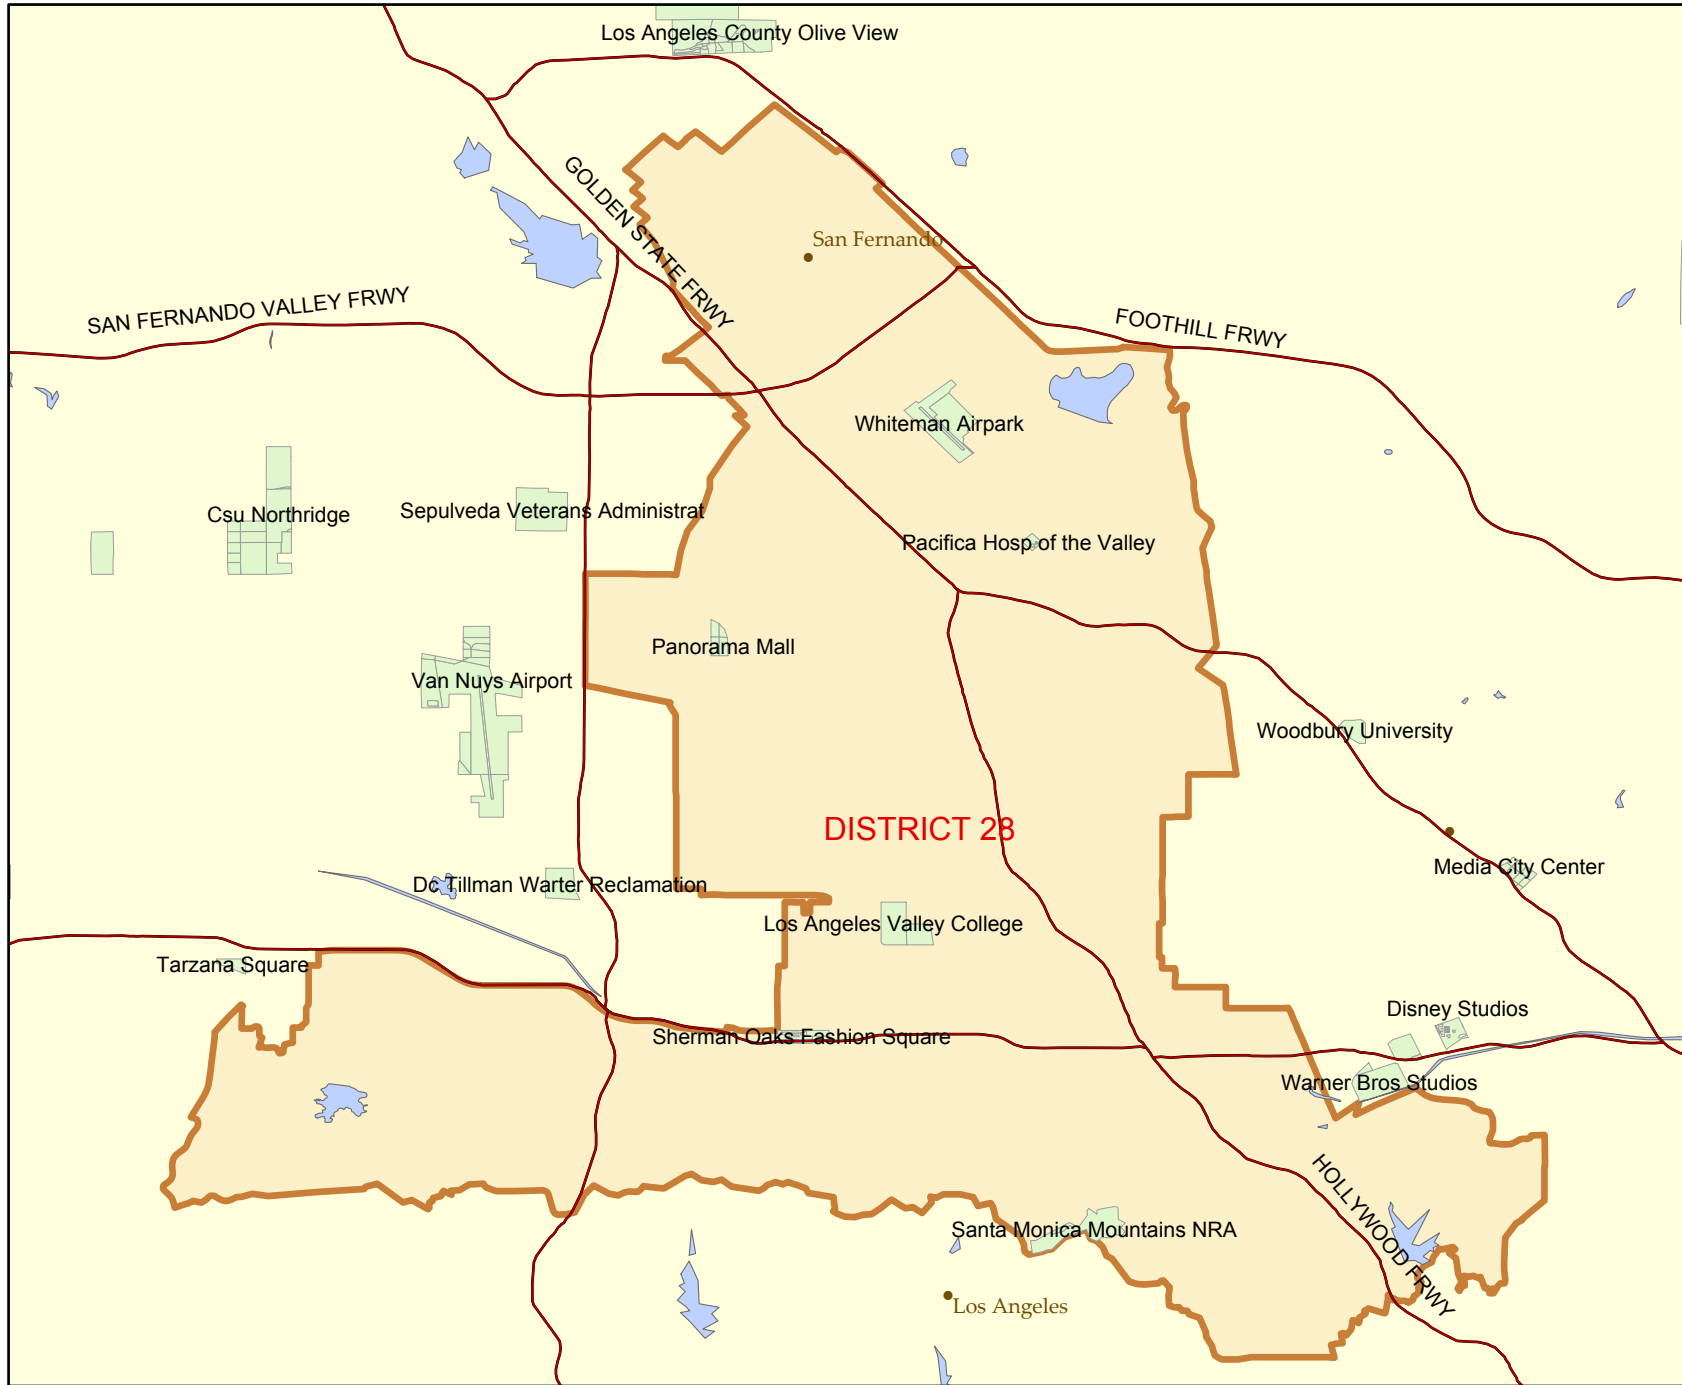 Los Angeles County Olive View
GOLDEN STATE FRWY
San Fernando
SAN FERNANDO VALLEY FRWY
FOOTHILL FRWY
Whiteman Airpark
Csu Northridge
Sepulveda Veterans Administrat
Pacifica Hosp of the Valley
Panorama Mall
Van Nuys Airport
Woodbury University
DISTRICT 28
Media City Center
Dc Tillman Warter Reclamation
Los Angeles Valley College
Tarzana Square
Disney Studios
Sherman Oaks Fashion Square
Warner Bros Studios
HOLLYWOOD FRWY
Santa Monica Mountains NRA
Los Angeles